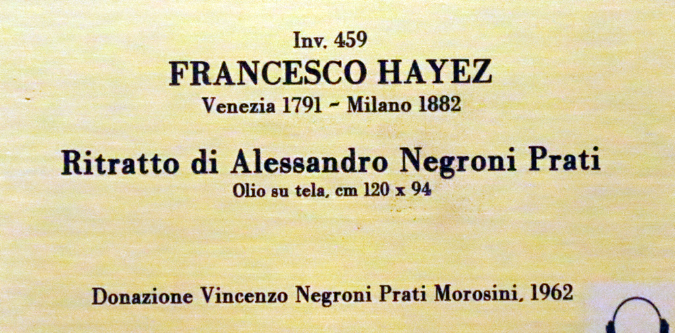 Inv. 459
FRANCESCO HAYEZ
Venezia 1791 ~ Milano 1882
Ritratto di Alessandro Negroni Prati
Olio su tela, cm 120 x 94
Donazione Vincenzo Negroni Prati Morosini, 1962